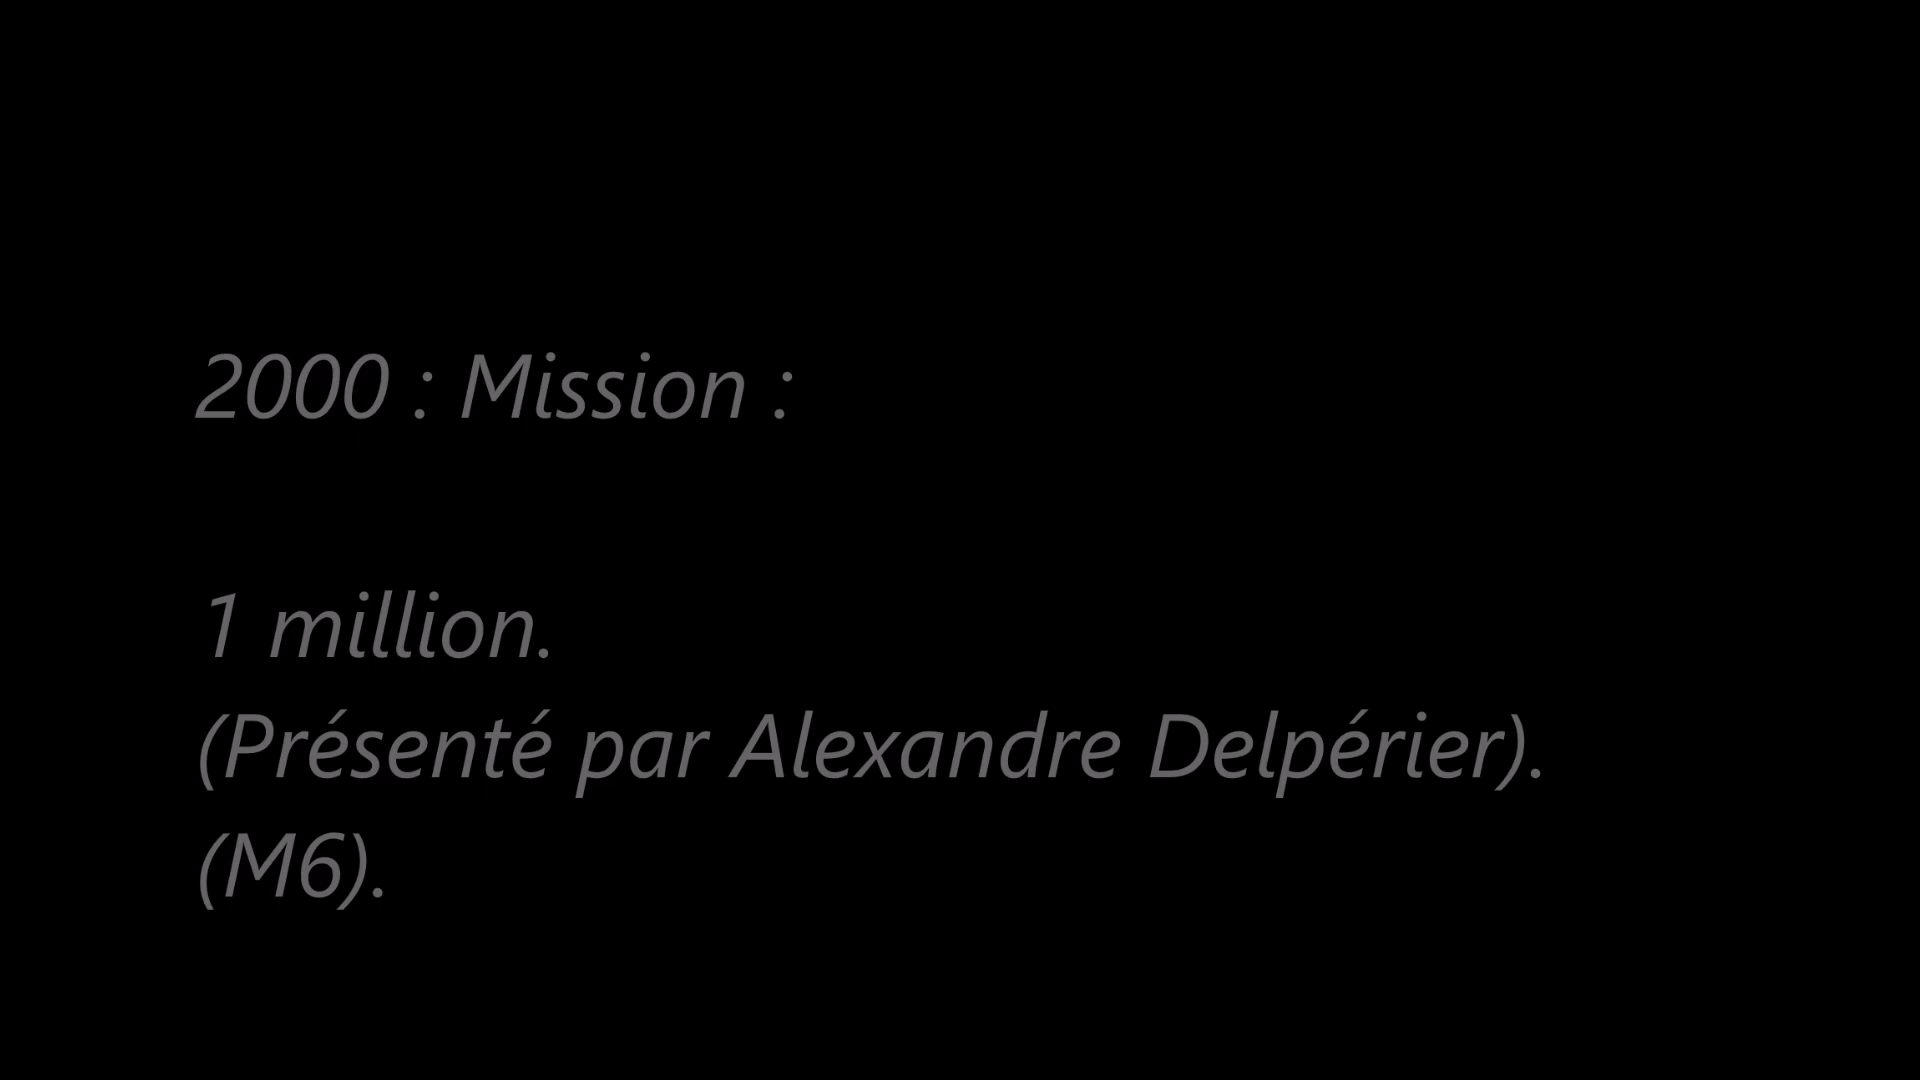 2000 : Mission :
1 million.
(Présenté par Alexandre Delpérier).
(M6).